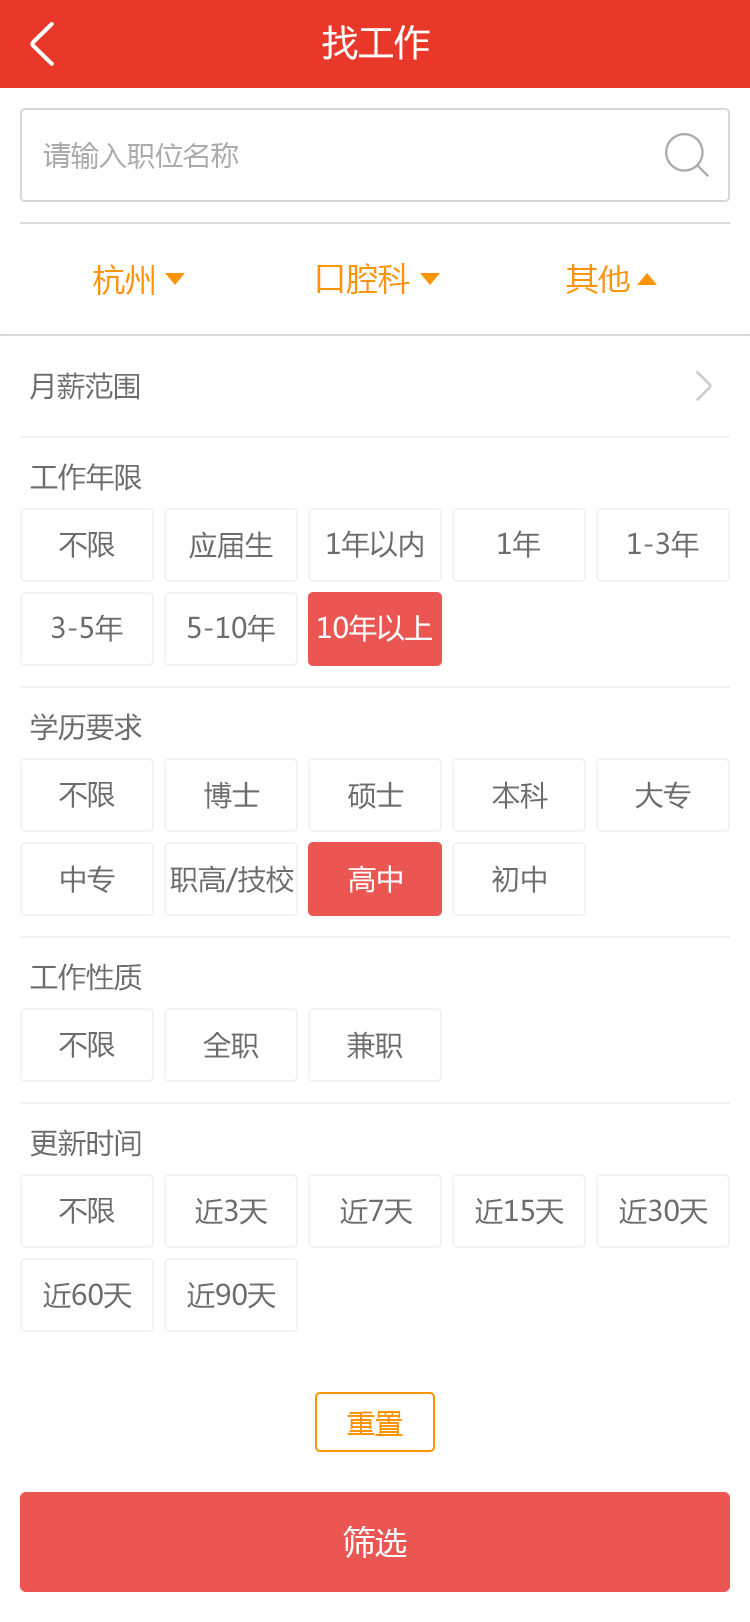 找工作
请输入职位名称
杭州 口腔科 其他
月薪范围
工作年限
不限 应届生 1年以内 1年 1-3年
3-5年 5-10年 10年以上
学历要求
不限 博士 硕士 本科 大专
中专 职高/技校 高中 初中
工作性质
不限 全职 兼职
更新时间
不限 近3天 近7天 近15天 近30天
近60天 近90天
重置
筛选